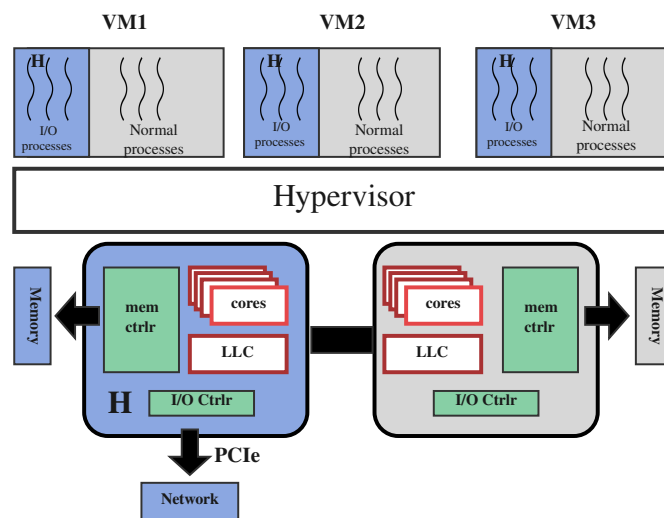 VM1 VM2 VM3
H H H
I/O
processes
Normal
processes
I/O
processes
Normal
processes
I/O
processes
Normal
processes
Hypervisor
Memory
mem
ctrlr
cores
LLC
H
I/O Ctrlr
cores
LLC
mem
ctrlr
I/O Ctrlr
Memory
PCIe
Network